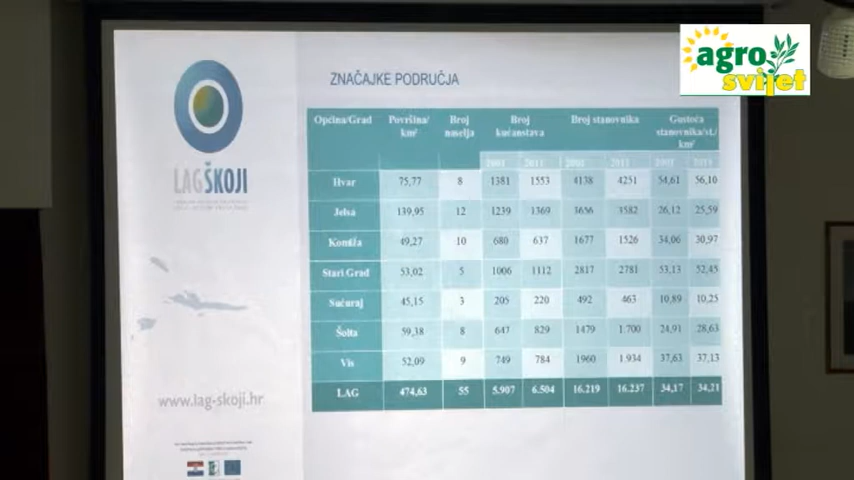 agro
svijet
LAGŠKOJI
ZNAČAJKE PODRUČJA
Općina/Grad Površina/ km² Broj naselja Broj kućanstava Broj stanovnika Gustoća stanovnika/st./ km²
2001 2011 2001 2011
Hvar 75,77 8 1381 1553 4138 4251 54,61 56,10
Jelsa 139,95 12 1239 1369 3656 3582 26,12 25,59
Komiža 49,27 10 680 637 1677 1526 34,06 30,97
Stari Grad 53,02 5 1006 1112 2817 2781 53,13 52,45
Sućuraj 45,15 3 205 220 492 463 10,89 10,25
Šolta 59,38 8 647 829 1479 1.700 24,91 28,63
Vis 52,09 9 749 784 1960 1.934 37,63 37,13
LAG 474,63 55 5.907 6.504 16.219 16.237 34,17 34,21
www.lag-skoji.hr